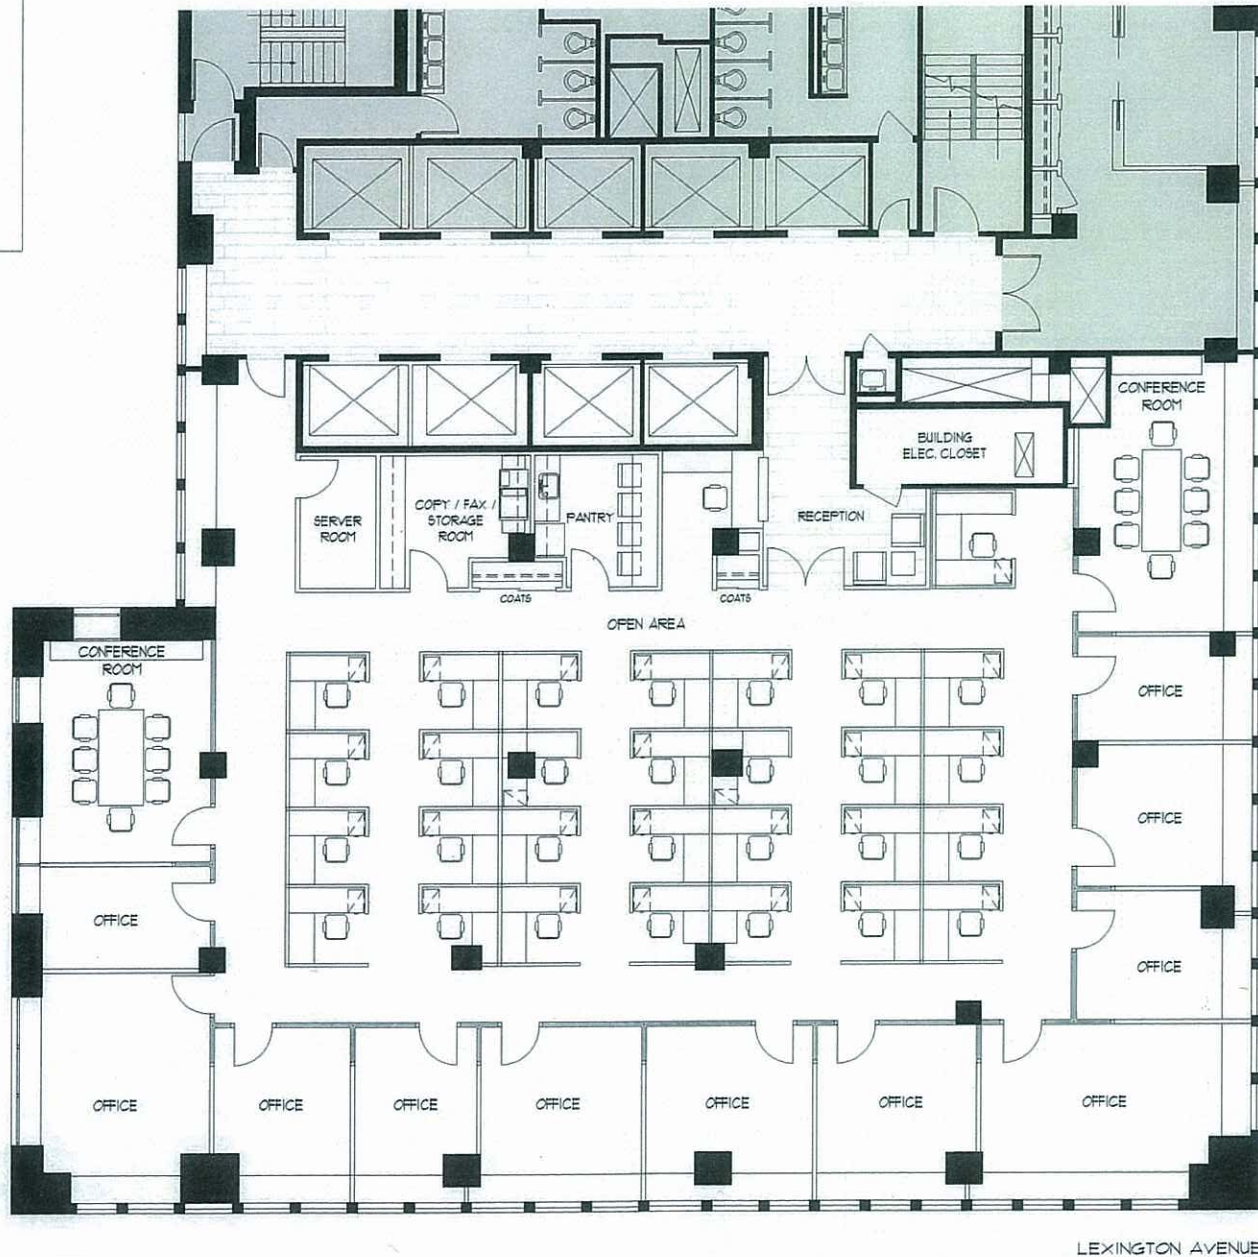 CONFERENCE
ROOM
BUILDING
ELEC. CLOSET
SERVER
ROOM
COPY / FAX /
STORAGE
ROOM
PANTRY
RECEPTION
COATS
COATS
OPEN AREA
CONFERENCE
ROOM
OFFICE
OFFICE
OFFICE
OFFICE
OFFICE
OFFICE
OFFICE
OFFICE
OFFICE
OFFICE
OFFICE
LEXINGTON AVENUE